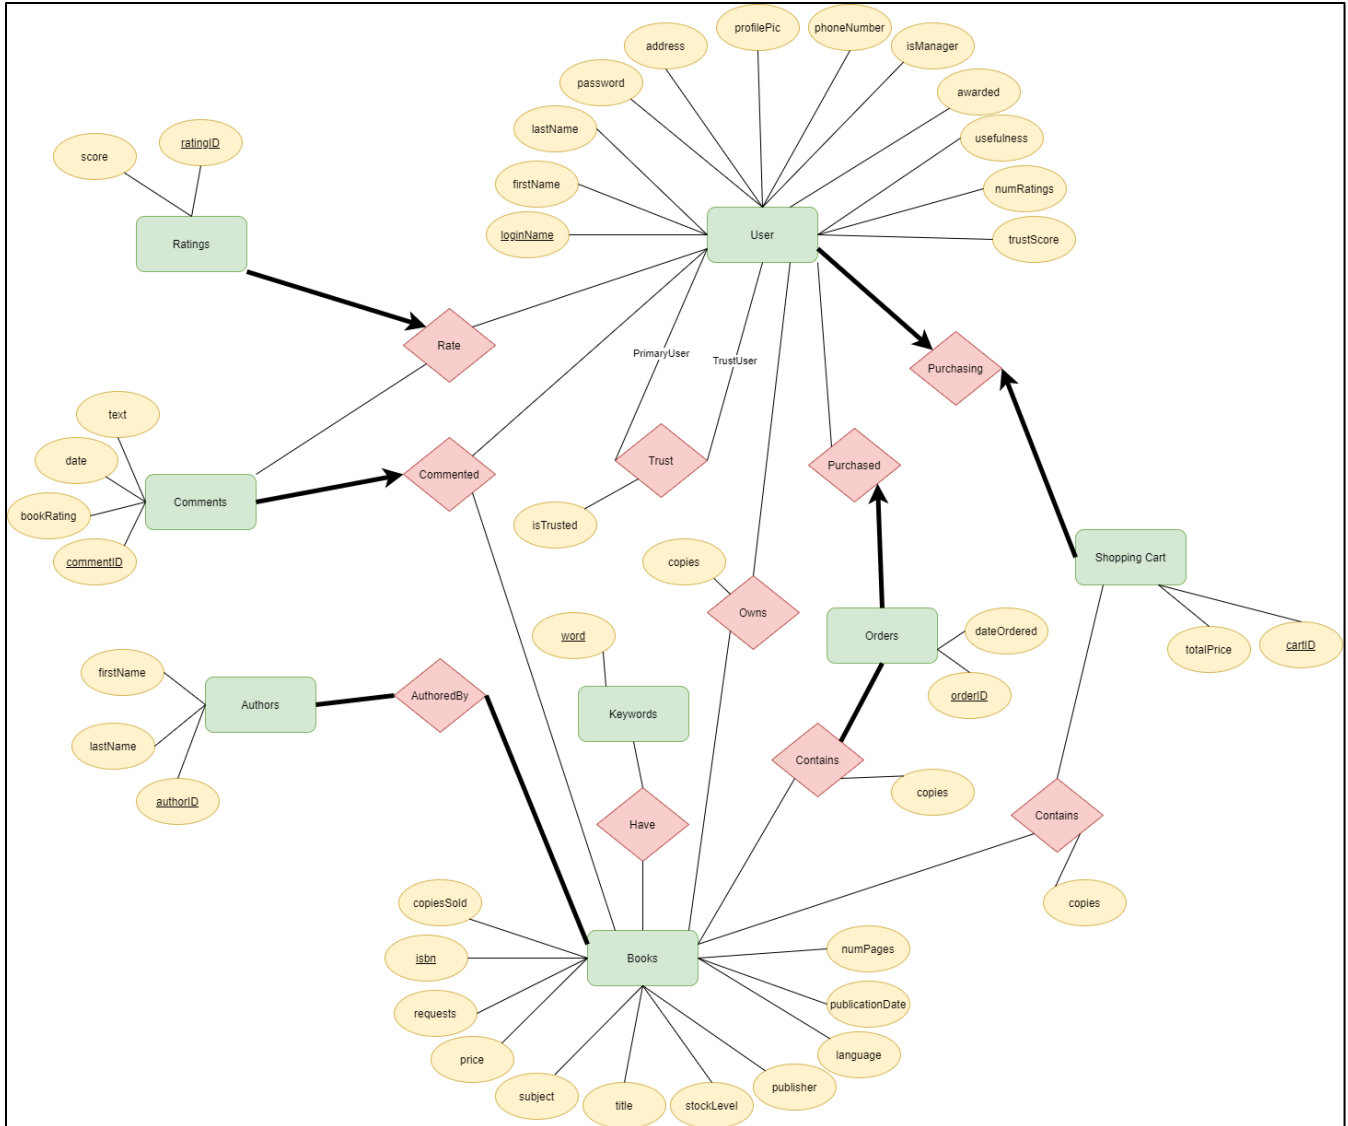 profilePic
phoneNumber
address
isManager
password
awarded
lastName
usefulness
score
ratingID
firstName
numRatings
loginName
trustScore
Ratings
User
Rate
PrimaryUser
TrustUser
Purchasing
text
date
Commented
Trust
Purchased
Comments
bookRating
isTrusted
commentID
copies
Shopping Cart
Owns
word
Orders
dateOrdered
totalPrice
cartID
firstName
AuthoredBy
orderID
Authors
Keywords
lastName
Contains
authorID
copies
Have
Contains
copiesSold
copies
isbn
Books
numPages
requests
publicationDate
price
language
subject
publisher
title
stockLevel